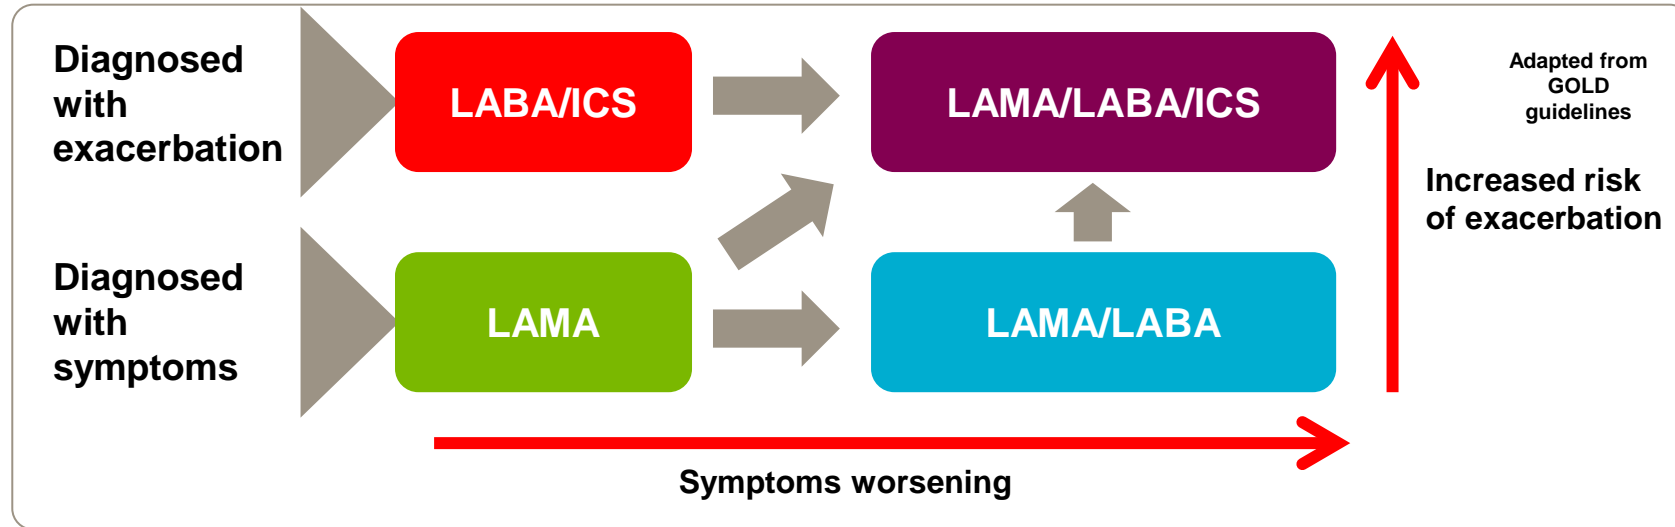 Diagnosed
with
exacerbation
LABA/ICS
LAMA/LABA/ICS
Adapted from
GOLD
guidelines
Increased risk
of exacerbation
Diagnosed
with
symptoms
LAMA
LAMA/LABA
Symptoms worsening